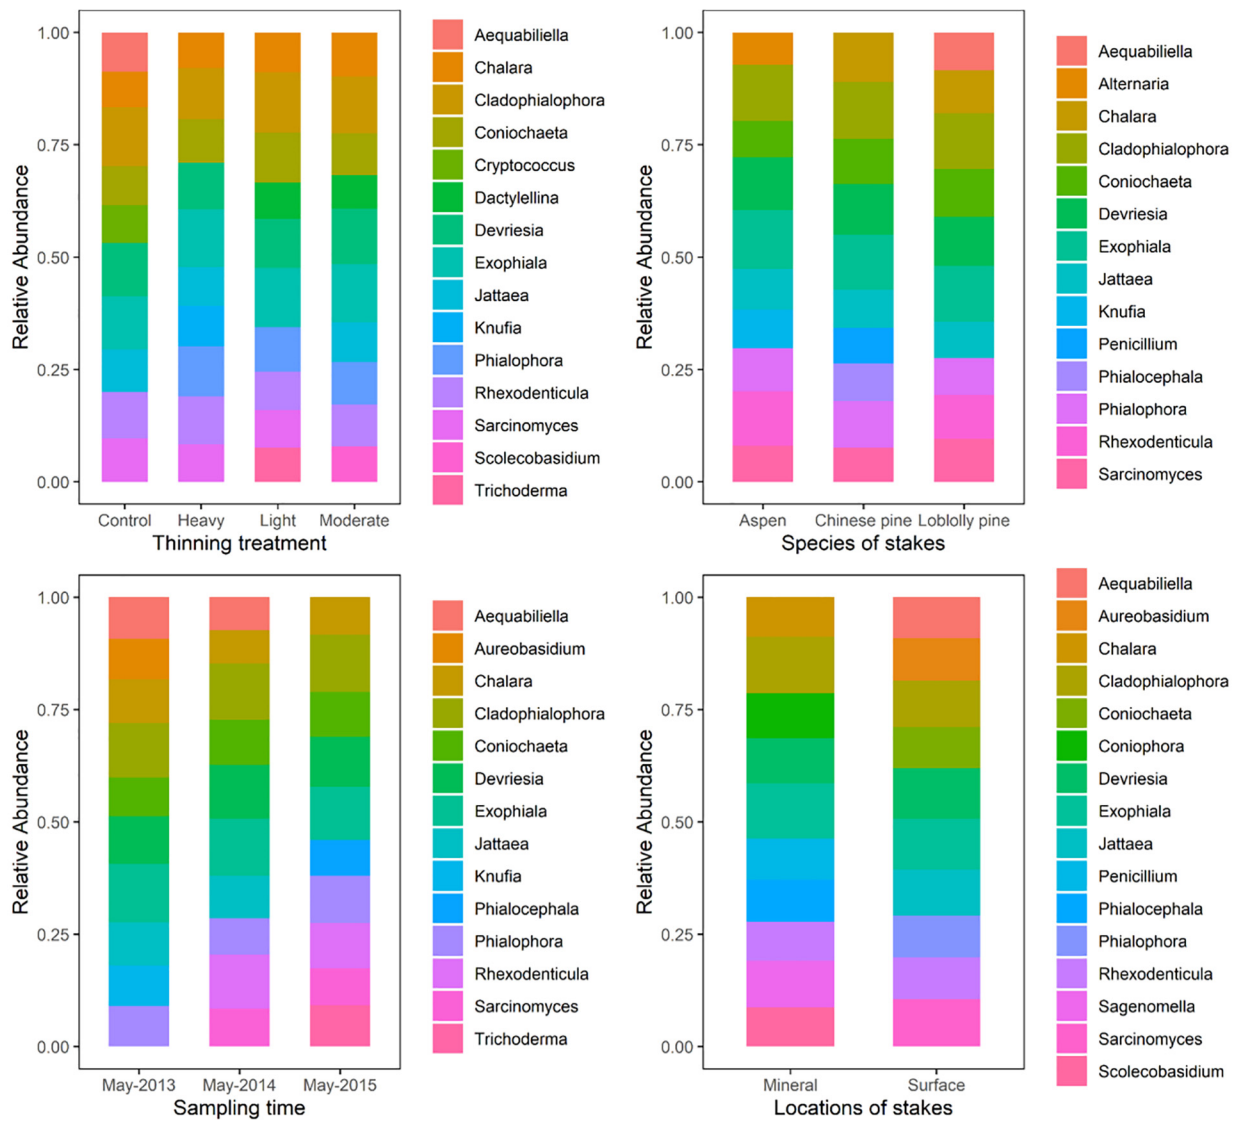 1.00
0.75
0.50
0.25
0.00
Relative Abundance
Control Heavy Light Moderate
Thinning treatment
Aequabiliella
Chalara
Cladophialophora
Coniochaeta
Cryptococcus
Dactylellina
Devriesia
Exophiala
Jattaea
Knufia
Phialophora
Rhexodenticula
Sarcinomyces
Scolecobasidium
Trichoderma
1.00
0.75
0.50
0.25
0.00
Relative Abundance
Aspen Chinese pine Loblolly pine
Species of stakes
Aequabiliella
Alternaria
Chalara
Cladophialophora
Coniochaeta
Devriesia
Exophiala
Jattaea
Knufia
Penicillium
Phialocephala
Phialophora
Rhexodenticula
Sarcinomyces
1.00
0.75
0.50
0.25
0.00
Relative Abundance
May-2013 May-2014 May-2015
Sampling time
Aequabiliella
Aureobasidium
Chalara
Cladophialophora
Coniochaeta
Devriesia
Exophiala
Jattaea
Knufia
Phialocephala
Phialophora
Rhexodenticula
Sarcinomyces
Trichoderma
1.00
0.75
0.50
0.25
0.00
Relative Abundance
Mineral Surface
Locations of stakes
Aequabiliella
Aureobasidium
Chalara
Cladophialophora
Coniochaeta
Coniophora
Devriesia
Exophiala
Jattaea
Penicillium
Phialocephala
Phialophora
Rhexodenticula
Sagenomella
Sarcinomyces
Scolecobasidium